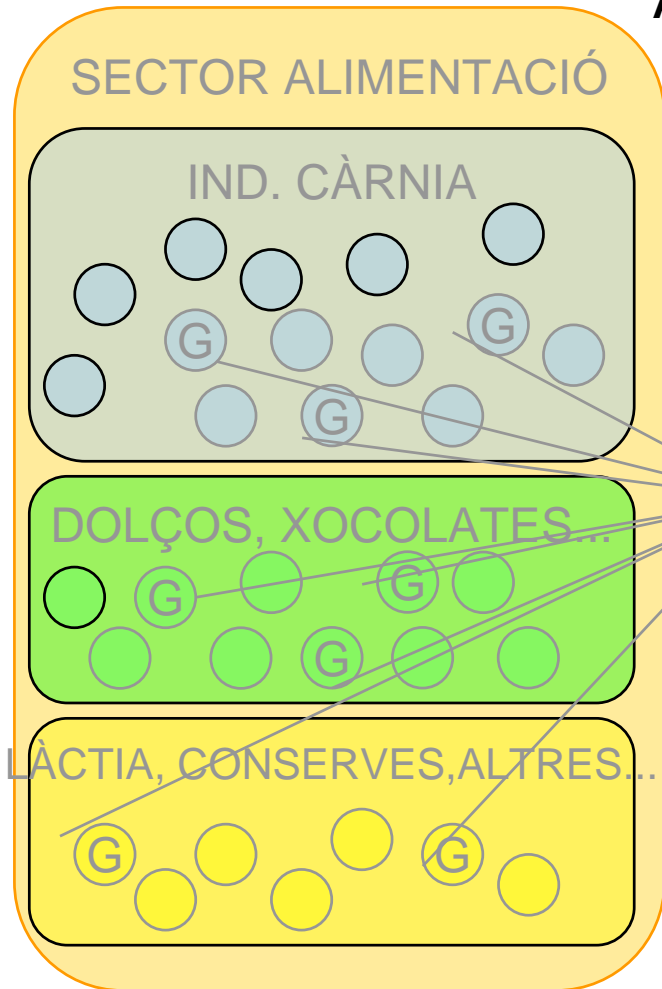 SECTOR ALIMENTACIÓ
IND. CÀRNIA
G
G
G
DOLÇOS, XOCOLATES...
G
G
G
LÀCTIA, CONSERVES,ALTRES...
G
G